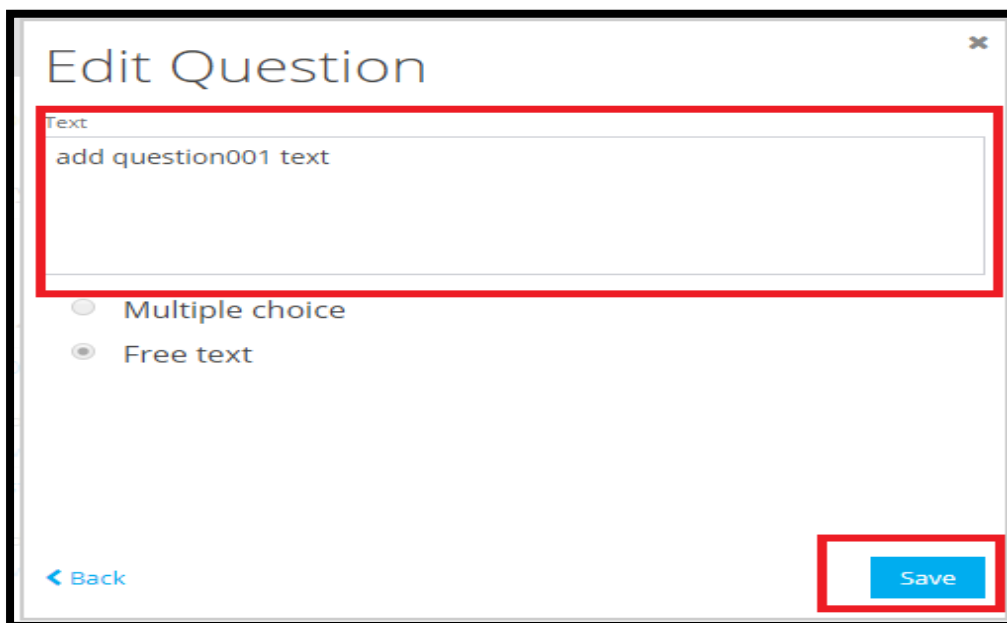 Edit Question
Text
add question001 text
Multiple choice
Free text
Back
Save